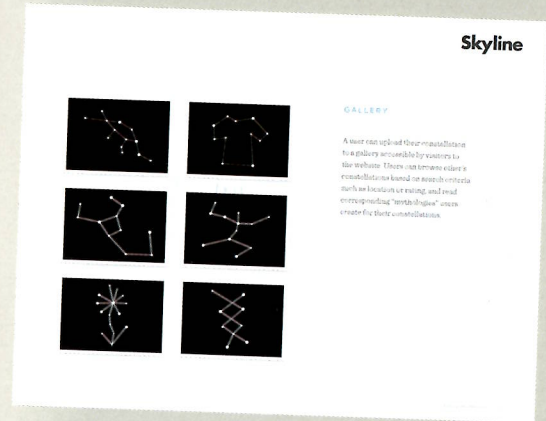 Skyline
GALLERY
A user can upload their constellation
to a gallery accessible by visitors to
the website. Users can browse other's
constellations based on search criteria
such as location or rating, and read
corresponding "mythologies" users
create for their constellations.